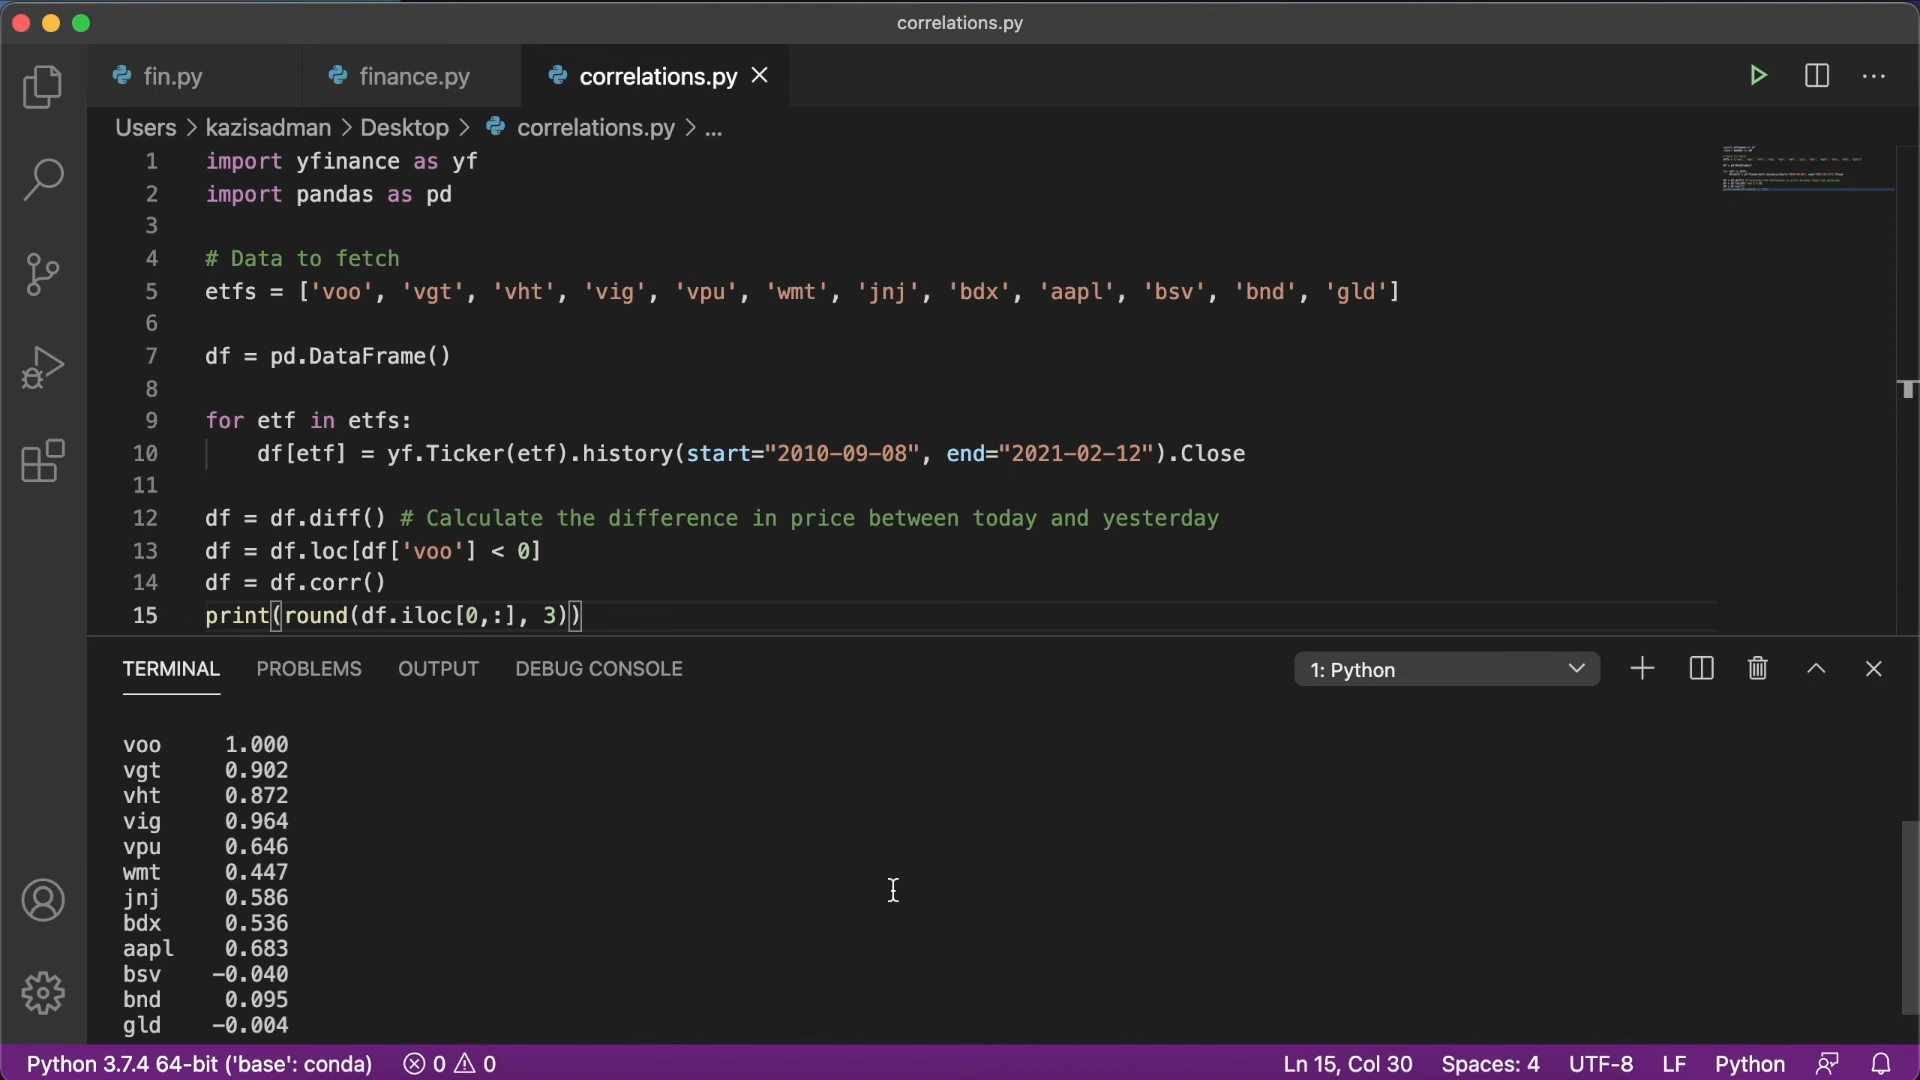 correlations.py
fin.py finance.py correlations.py
Users > kazisadman > Desktop > correlations.py > ...
1 import yfinance as yf
2 import pandas as pd
3
4 # Data to fetch
5 etfs = ['voo', 'vgt', 'vht', 'vig', 'vpu', 'wmt', 'jnj', 'bdx', 'aapl', 'bsv', 'bnd', 'gld']
6
7 df = pd.DataFrame()
8
9 for etf in etfs:
10 df[etf] = yf.Ticker(etf).history(start="2010-09-08", end="2021-02-12").Close
11
12 df = df.diff() # Calculate the difference in price between today and yesterday
13 df = df.loc[df['voo'] < 0]
14 df = df.corr()
15 print(round(df.iloc[0,:], 3))
TERMINAL PROBLEMS OUTPUT DEBUG CONSOLE 1: Python
voo 1.000
vgt 0.902
vht 0.872
vig 0.964
vpu 0.646
wmt 0.447
jnj 0.586
bdx 0.536
aapl 0.683
bsv -0.040
bnd 0.095
gld -0.004
Python 3.7.4 64-bit ('base': conda) 0 0 Ln 15, Col 30 Spaces: 4 UTF-8 LF Python